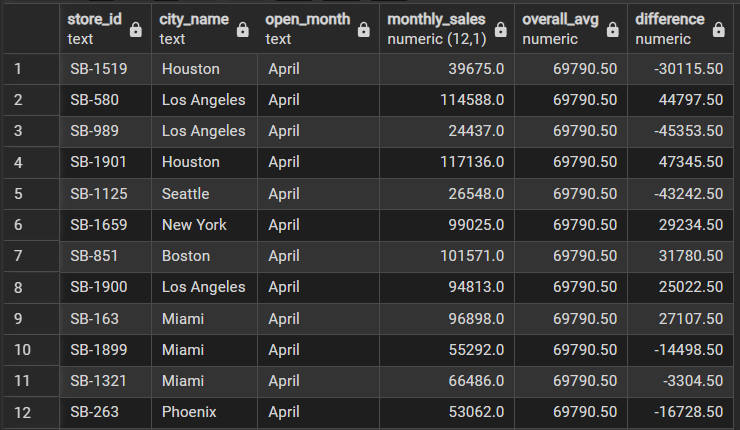 store_id city_name open_month monthly_sales overall_avg difference
text text text numeric (12,1) numeric numeric
1 SB-1519 Houston April 39675.0 69790.50 -30115.50
2 SB-580 Los Angeles April 114588.0 69790.50 44797.50
3 SB-989 Los Angeles April 24437.0 69790.50 -45353.50
4 SB-1901 Houston April 117136.0 69790.50 47345.50
5 SB-1125 Seattle April 26548.0 69790.50 -43242.50
6 SB-1659 New York April 99025.0 69790.50 29234.50
7 SB-851 Boston April 101571.0 69790.50 31780.50
8 SB-1900 Los Angeles April 94813.0 69790.50 25022.50
9 SB-163 Miami April 96898.0 69790.50 27107.50
10 SB-1899 Miami April 55292.0 69790.50 -14498.50
11 SB-1321 Miami April 66486.0 69790.50 -3304.50
12 SB-263 Phoenix April 53062.0 69790.50 -16728.50